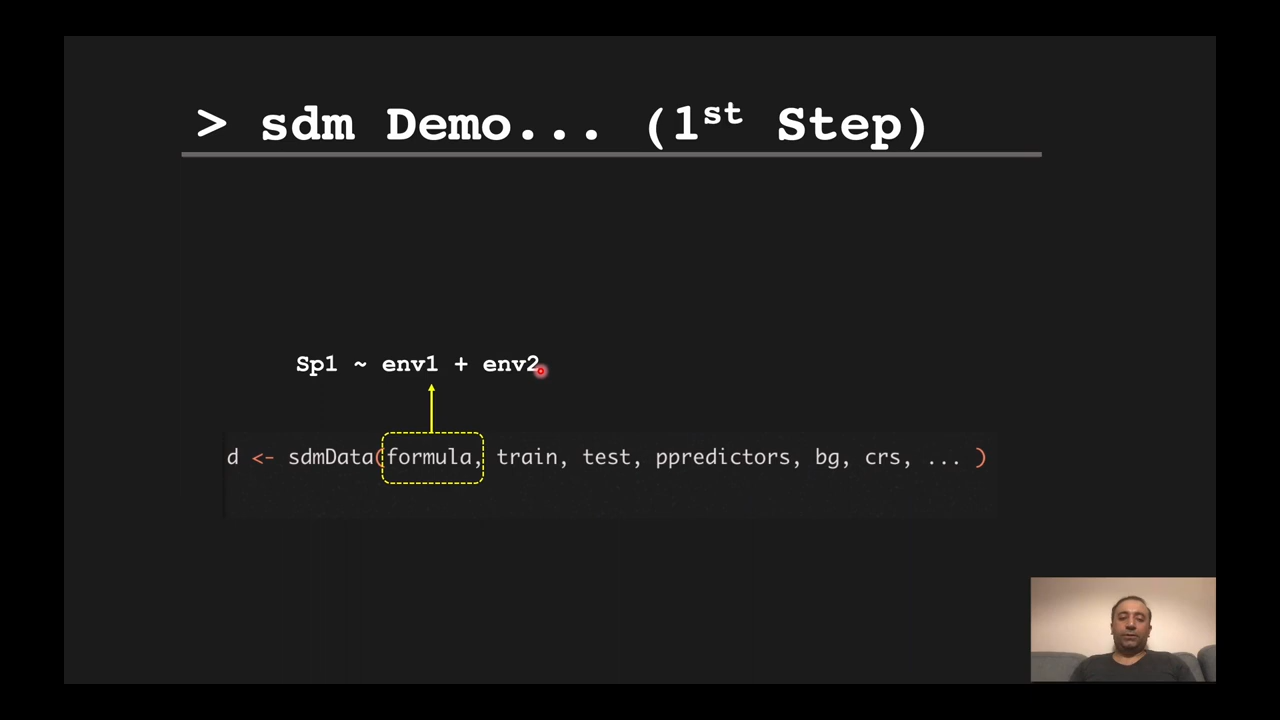 > sdm Demo... (1st Step)
Sp1 ~ env1 + env2
d <- sdmData(formula, train, test, ppredictors, bg, crs, ... )